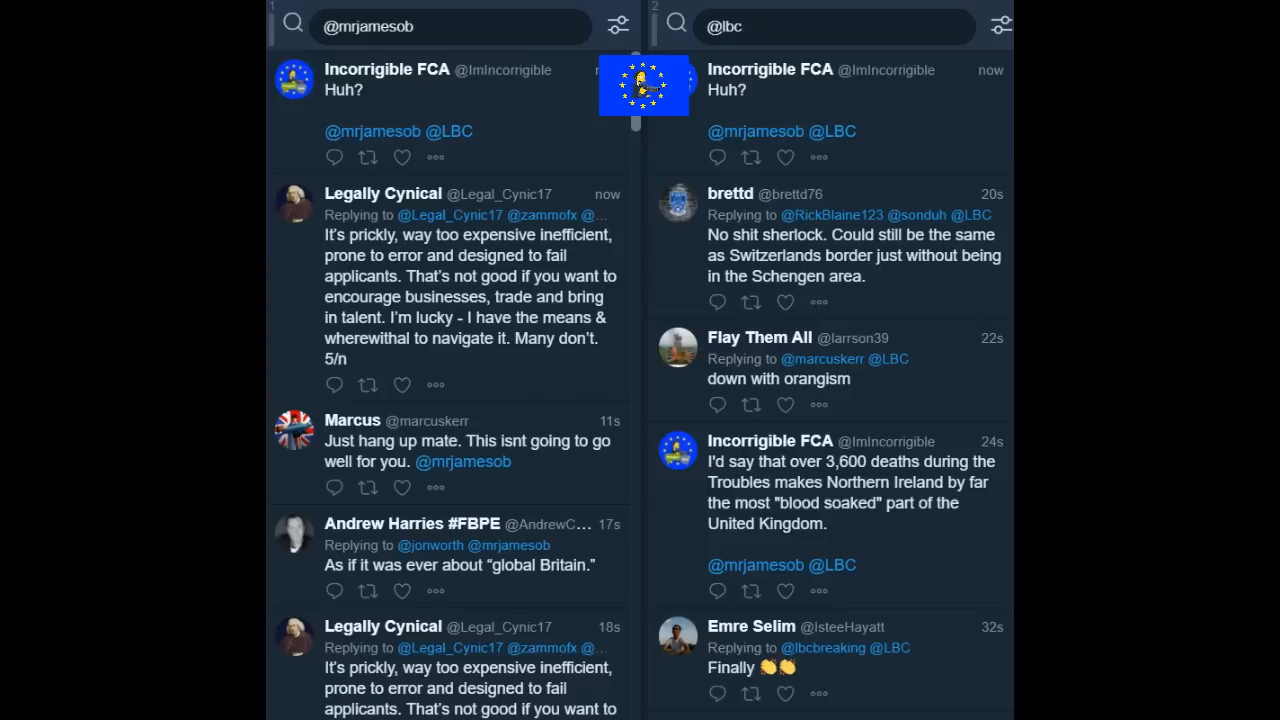 1
@mrjamesob
Incorrigible FCA @ImIncorrigible
Huh?
@mrjamesob @LBC
Legally Cynical @Legal_Cynic17 now
Replying to @Legal_Cynic17 @zammofx @…
It’s prickly, way too expensive inefficient,
prone to error and designed to fail
applicants. That’s not good if you want to
encourage businesses, trade and bring
in talent. I’m lucky - I have the means &
wherewithal to navigate it. Many don’t.
5/n
Marcus @marcuskerr 11s
Just hang up mate. This isnt going to go
well for you. @mrjamesob
Andrew Harries #FBPE @AndrewC… 17s
Replying to @jonworth @mrjamesob
As if it was ever about “global Britain.”
Legally Cynical @Legal_Cynic17 18s
Replying to @Legal_Cynic17 @zammofx @…
It’s prickly, way too expensive inefficient,
prone to error and designed to fail
applicants. That’s not good if you want to
2
@lbc
Incorrigible FCA @ImIncorrigible now
Huh?
@mrjamesob @LBC
brettd @brettd76 20s
Replying to @RickBlaine123 @sonduh @LBC
No shit sherlock. Could still be the same
as Switzerlands border just without being
in the Schengen area.
Flay Them All @larrson39 22s
Replying to @marcuskerr @LBC
down with orangism
Incorrigible FCA @ImIncorrigible 24s
I'd say that over 3,600 deaths during the
Troubles makes Northern Ireland by far
the most "blood soaked" part of the
United Kingdom.
@mrjamesob @LBC
Emre Selim @IsteeHayatt 32s
Replying to @lbcbreaking @LBC
Finally 👏👏